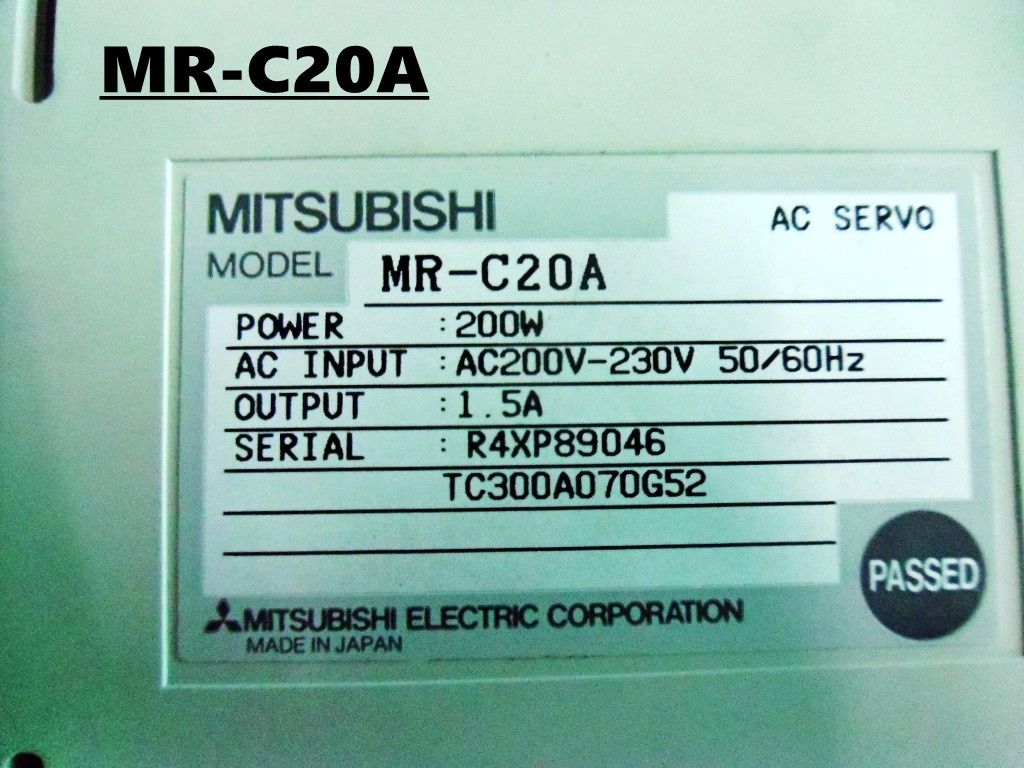 MR-C20A
MITSUBISHI
AC SERVO
MODEL MR-C20A
POWER :200W
AC INPUT :AC200V-230V 50/60Hz
OUTPUT :1.5A
SERIAL : R4XP89046
TC300A070G52
PASSED
MITSUBISHI ELECTRIC CORPORATION
MADE IN JAPAN